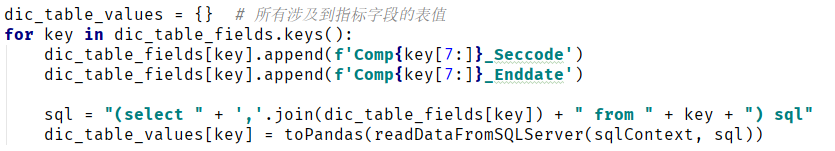 dic_table_values = {}  # 所有涉及到指标字段的表值
for key in dic_table_fields.keys():
    dic_table_fields[key].append(f'Comp{key[7:]}_Seccode')
    dic_table_fields[key].append(f'Comp{key[7:]}_Enddate')
    sql = "(select " + ','.join(dic_table_fields[key]) + " from " + key + ") sql"
    dic_table_values[key] = toPandas(readDataFromSQLServer(sqlContext, sql))